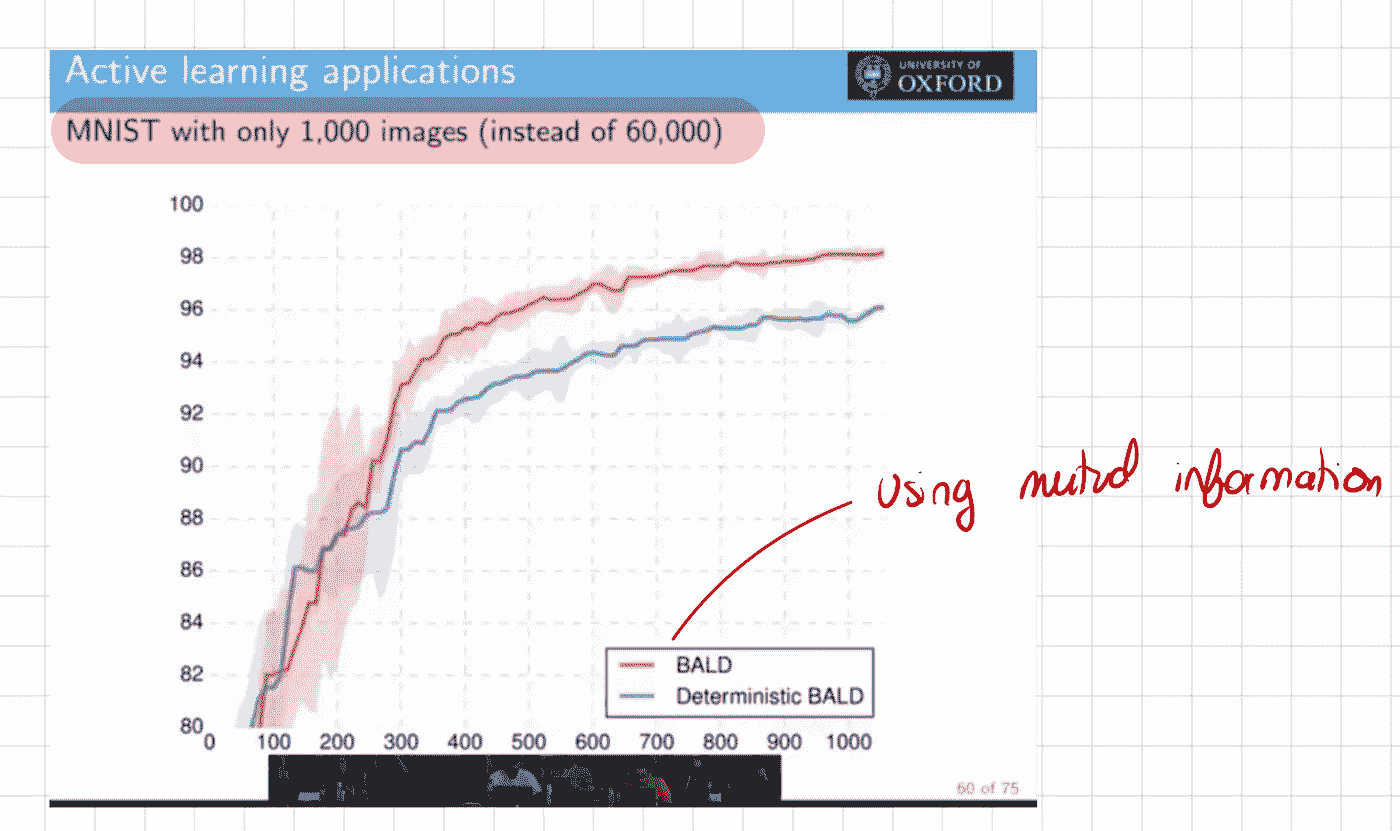 Active learning applications
UNIVERSITY OF
OXFORD
MNIST with only 1,000 images (instead of 60,000)
100
98
96
94
92
90
88
86
84
82
80
using mutual information
BALD
Deterministic BALD
0 100 200 300 400 500 600 700 800 900 1000
60 of 75